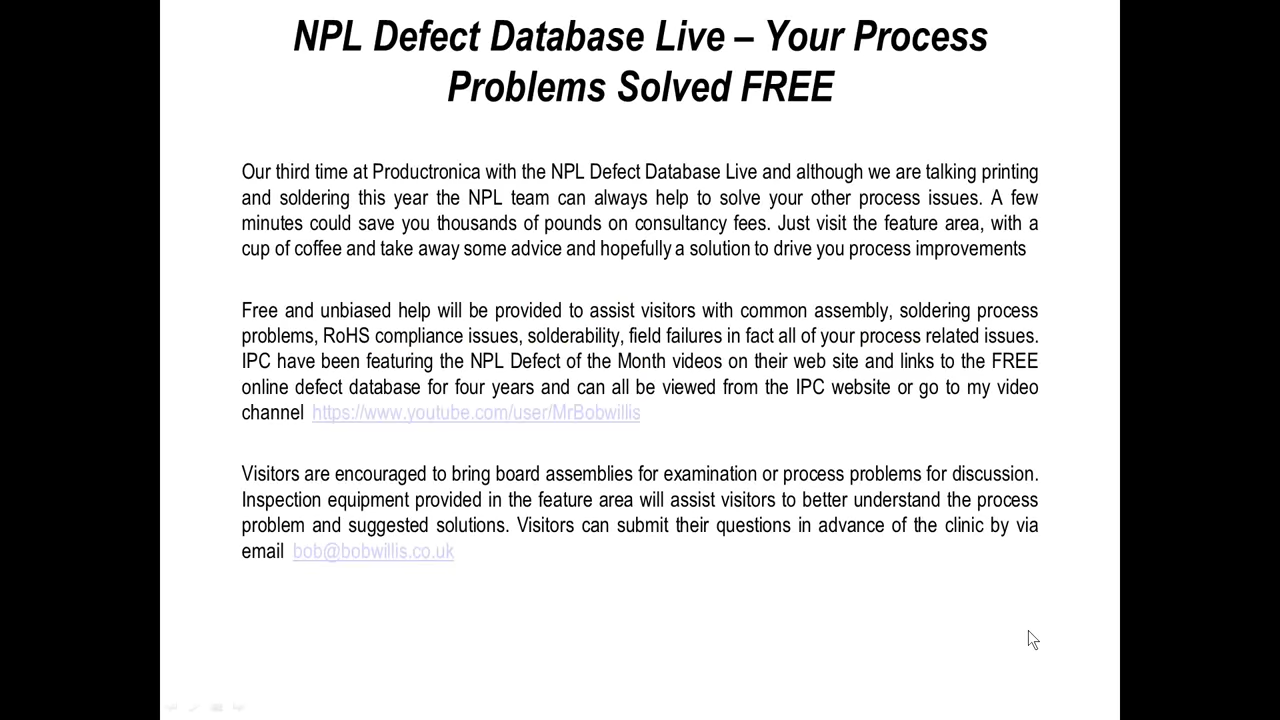 NPL Defect Database Live – Your Process
Problems Solved FREE
Our third time at Productronica with the NPL Defect Database Live and although we are talking printing
and soldering this year the NPL team can always help to solve your other process issues. A few
minutes could save you thousands of pounds on consultancy fees. Just visit the feature area, with a
cup of coffee and take away some advice and hopefully a solution to drive you process improvements
Free and unbiased help will be provided to assist visitors with common assembly, soldering process
problems, RoHS compliance issues, solderability, field failures in fact all of your process related issues.
IPC have been featuring the NPL Defect of the Month videos on their web site and links to the FREE
online defect database for four years and can all be viewed from the IPC website or go to my video
channel https://www.youtube.com/user/MrBobwillis
Visitors are encouraged to bring board assemblies for examination or process problems for discussion.
Inspection equipment provided in the feature area will assist visitors to better understand the process
problem and suggested solutions. Visitors can submit their questions in advance of the clinic by via
email bob@bobwillis.co.uk